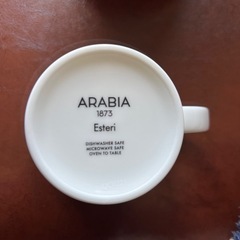 ARABIA
1873
Esteri
DISHWASHER SAFE
MICROWAVE SAFE
OVEN TO TABLE